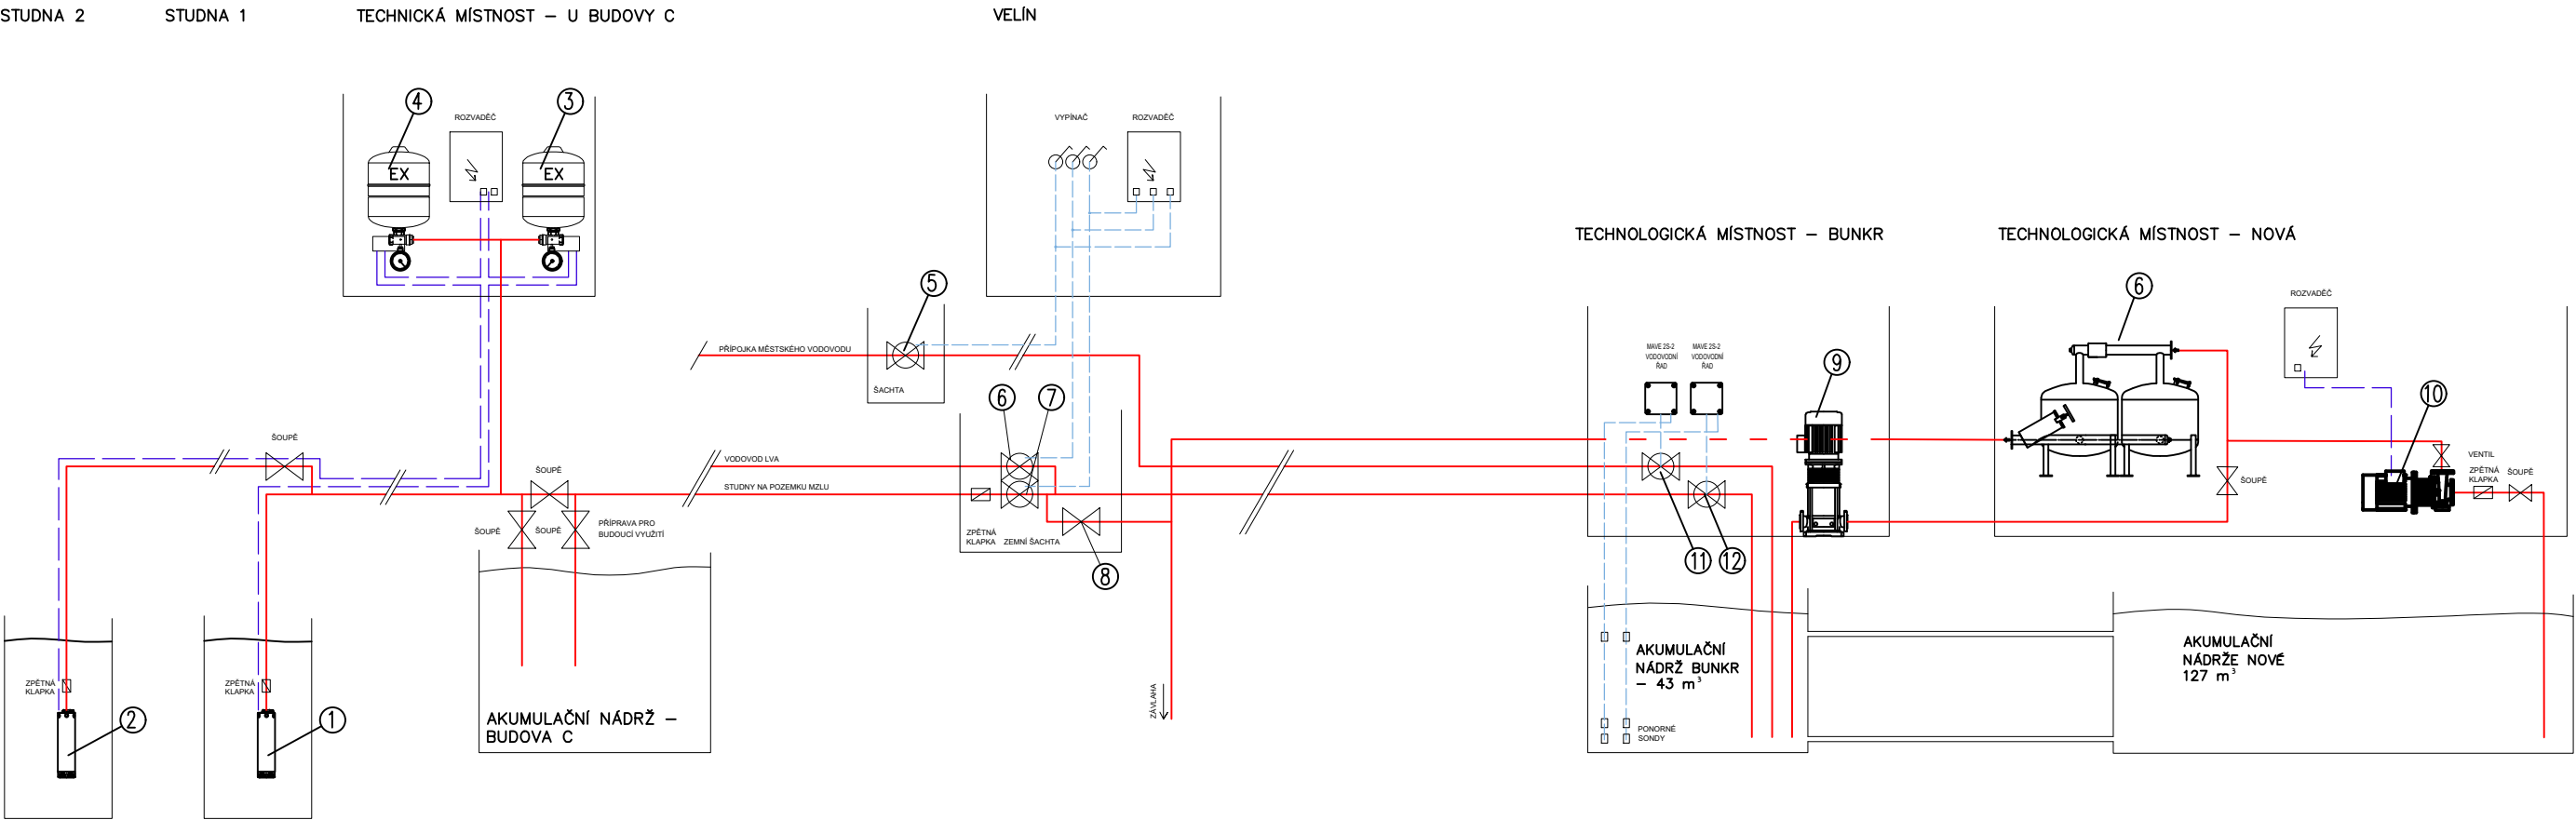 STUDNA 2
STUDNA 1
TECHNICKÁ MÍSTNOST – U BUDOVY C
VELÍN
4
ROZVADĚČ
3
EX
EX
VYPÍNAČ
ROZVADĚČ
TECHNOLOGICKÁ MÍSTNOST – BUNKR
TECHNOLOGICKÁ MÍSTNOST – NOVÁ
5
PŘÍPOJKA MĚSTSKÉHO VODOVODU
ŠACHTA
6
7
MAVE 2S-2
VODOVODNÍ
ŘAD
MAVE 2S-2
VODOVODNÍ
ŘAD
9
6
ROZVADĚČ
10
ŠOUPĚ
ŠOUPĚ
VODOVOD LVA
STUDNY NA POZEMKU MZLU
VENTIL
ZPĚTNÁ
KLAPKA
ŠOUPĚ
ŠOUPĚ
ŠOUPĚ
ŠOUPĚ
PŘÍPRAVA PRO
BUDOUCÍ VYUŽITÍ
ZPĚTNÁ
KLAPKA
ZEMNÍ ŠACHTA
8
11
12
ZPĚTNÁ
KLAPKA
2
ZPĚTNÁ
KLAPKA
1
AKUMULAČNÍ NÁDRŽ –
BUDOVA C
ZÁVLAHA
AKUMULAČNÍ
NÁDRŽ BUNKR
– 43 m³
PONORNÉ
SONDY
AKUMULAČNÍ
NÁDRŽE NOVÉ
127 m³